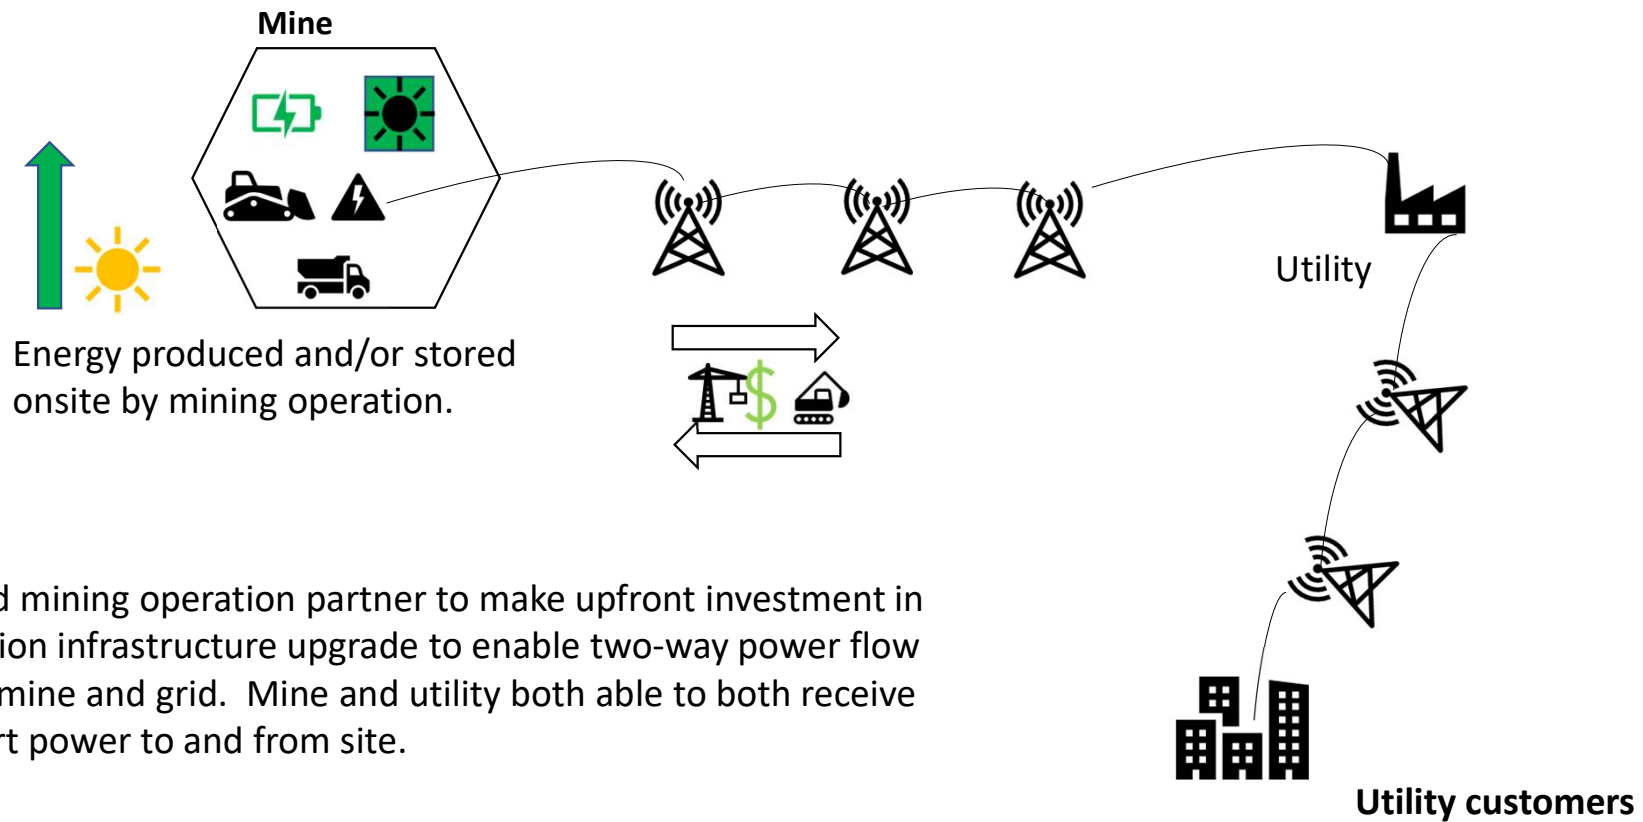 Mine
Energy produced and/or stored
onsite by mining operation.
Utility
mining operation partner to make upfront investment in
infrastructure upgrade to enable two-way power flow
mine and grid.  Mine and utility both able to both receive
power to and from site.
Utility customers